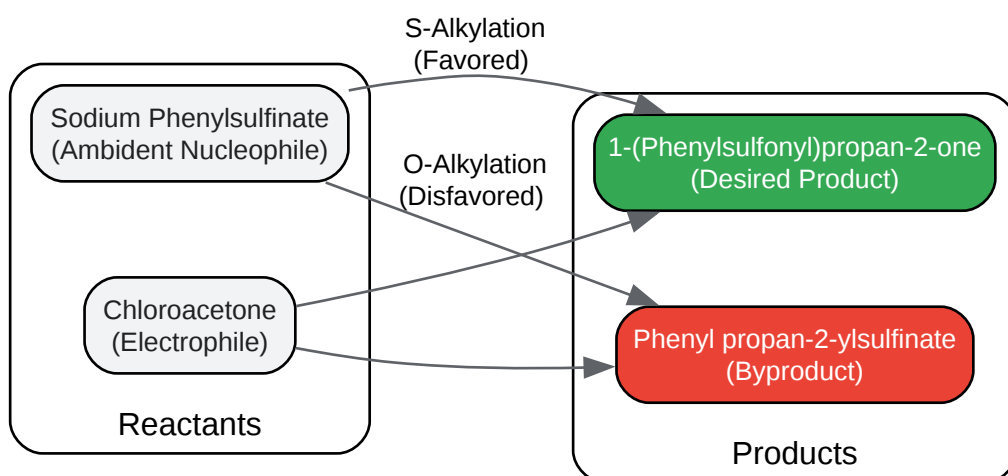 S-Alkylation
(Favored)
Sodium Phenylsulfinate
(Ambident Nucleophile)
1-(Phenylsulfonyl)propan-2-one
(Desired Product)
O-Alkylation
(Disfavored)
Chloroacetone
(Electrophile)
Phenyl propan-2-ylsulfinate
(Byproduct)
Reactants
Products